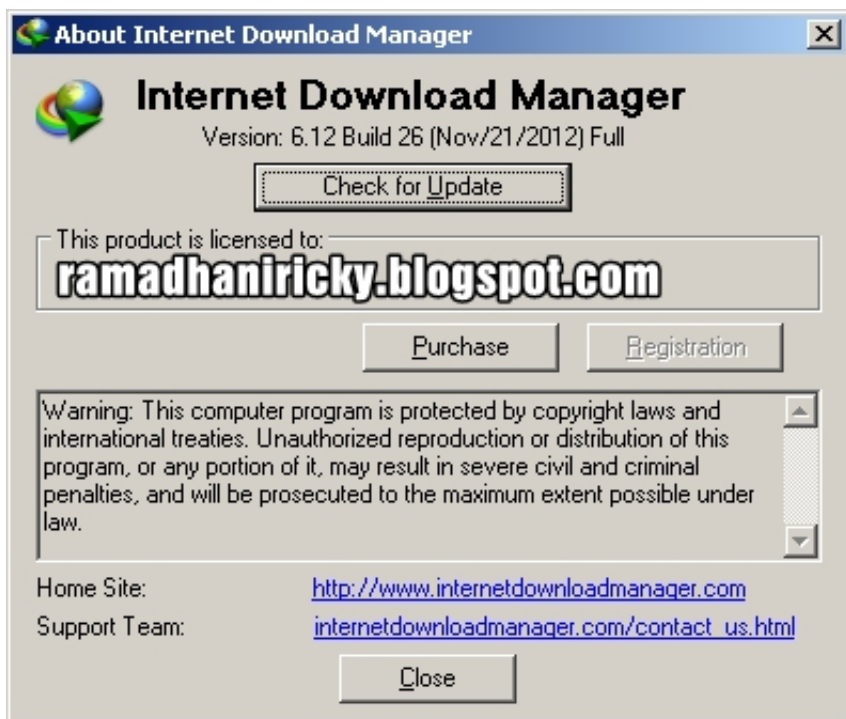 About Internet Download Manager
Internet Download Manager
Version: 6.12 Build 26 (Nov/21/2012) Full
Check for Update
This product is licensed to:
ramadhaniricky.blogspot.com
Purchase
Registration
Warning: This computer program is protected by copyright laws and
international treaties. Unauthorized reproduction or distribution of this
program, or any portion of it, may result in severe civil and criminal
penalties, and will be prosecuted to the maximum extent possible under
law.
Home Site: http://www.internetdownloadmanager.com
Support Team: internetdownloadmanager.com/contact_us.html
Close